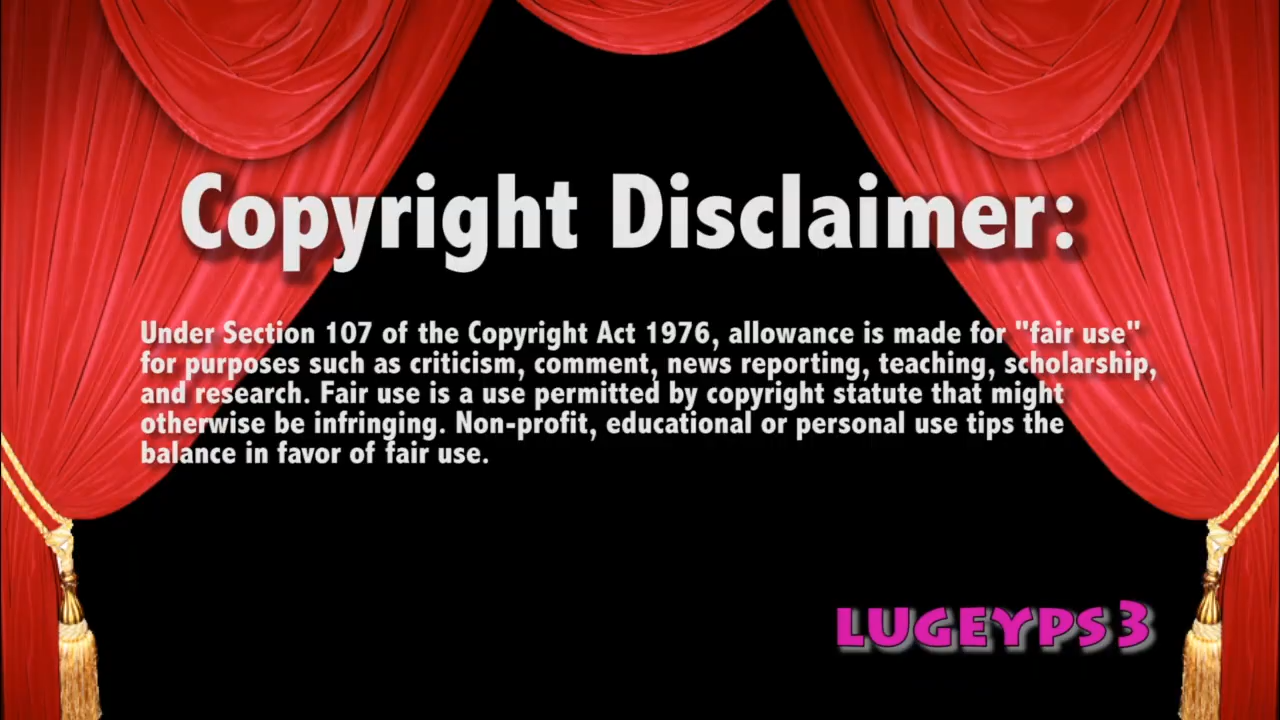 Copyright Disclaimer:
Under Section 107 of the Copyright Act 1976, allowance is made for "fair use"
for purposes such as criticism, comment, news reporting, teaching, scholarship,
and research. Fair use is a use permitted by copyright statute that might
otherwise be infringing. Non-profit, educational or personal use tips the
balance in favor of fair use.
LUGEYPS 3